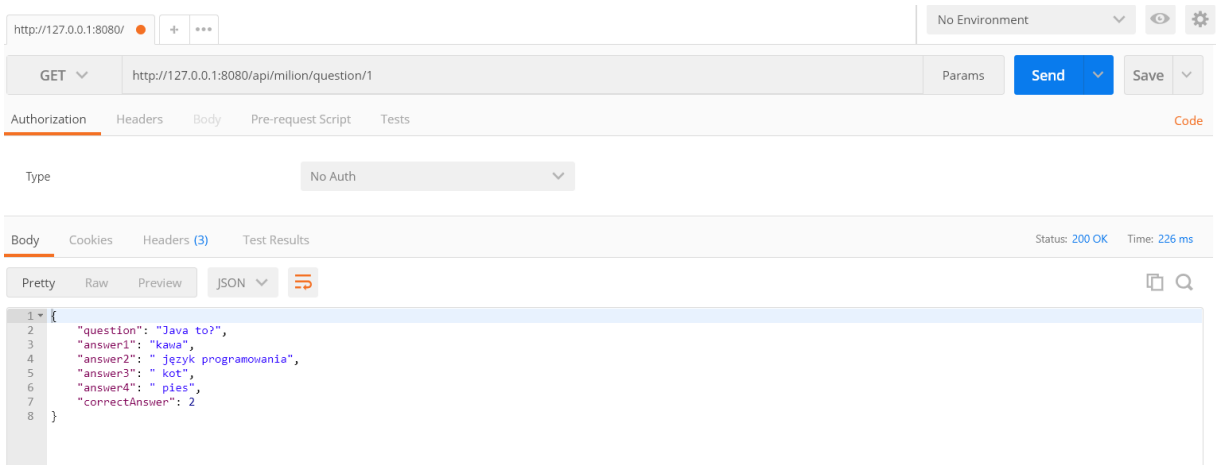 http://127.0.0.1:8080/ + ••• No Environment
GET http://127.0.0.1:8080/api/milion/question/1 Params Send Save
Authorization Headers Body Pre-request Script Tests Code
Type No Auth
Body Cookies Headers (3) Test Results Status: 200 OK Time: 226 ms
Pretty Raw Preview JSON
1 {
2 "question": "Java to?",
3 "answer1": "kawa",
4 "answer2": " język programowania",
5 "answer3": " kot",
6 "answer4": " pies",
7 "correctAnswer": 2
8 }